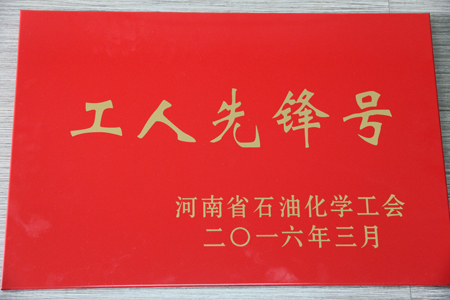 工人先锋号
河南省石油化学工会
二〇一六年三月